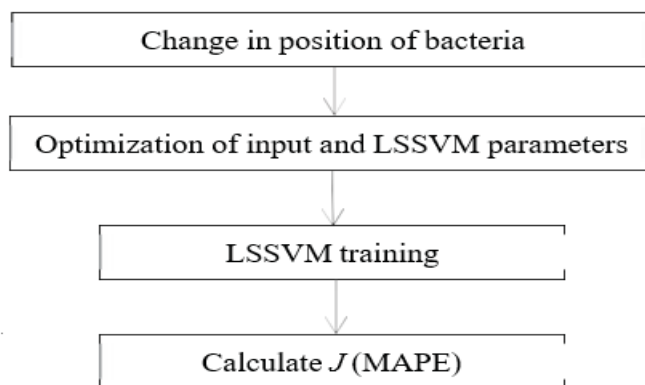 Change in position of bacteria
Optimization of input and LSSVM parameters
LSSVM training
Calculate J (MAPE)